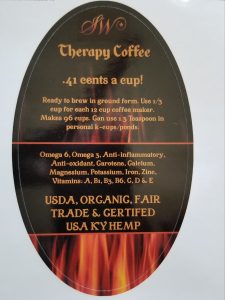 SW
Therapy Coffee
.41 cents a cup!
Ready to brew in ground form. Use 1/3
cup for each 12 cup coffee maker.
Makes 96 cups. Can use 1.5 Teaspoon in
personal k-cups/pods.
Omega 6, Omega 3, Anti-inflammatory,
Anti-oxidant, Carotene, Calcium,
Magnesium, Potassium, Iron, Zinc,
Vitamins: A, B1, B3, B6, C, D & E
USDA, ORGANIC, FAIR
TRADE & CERTIFED
USA KY HEMP